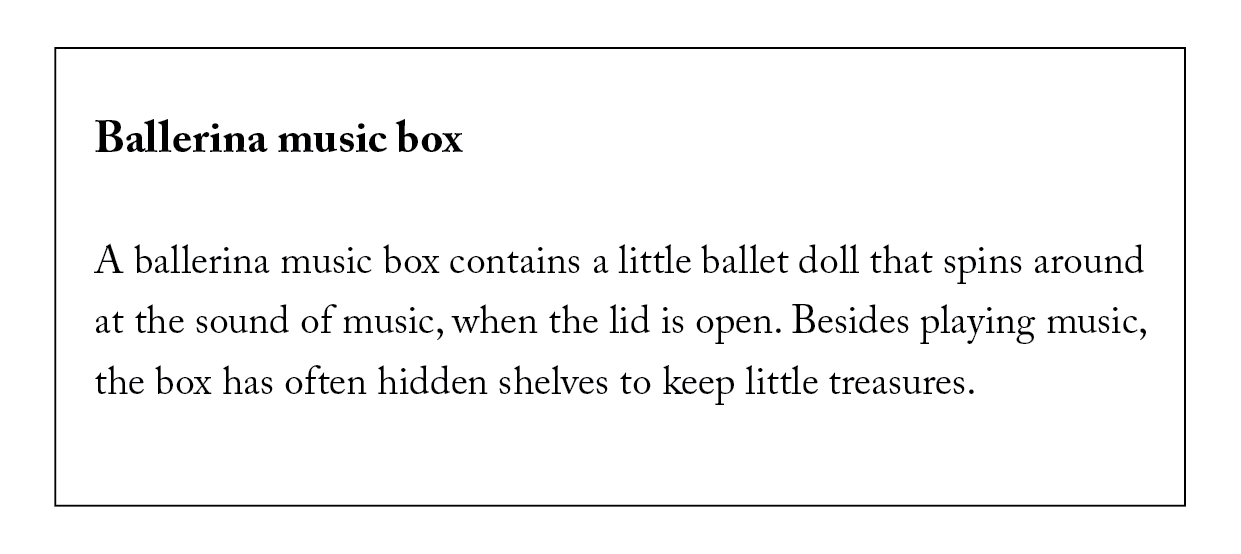 Ballerina music box
A ballerina music box contains a little ballet doll that spins around
at the sound of music, when the lid is open. Besides playing music,
the box has often hidden shelves to keep little treasures.